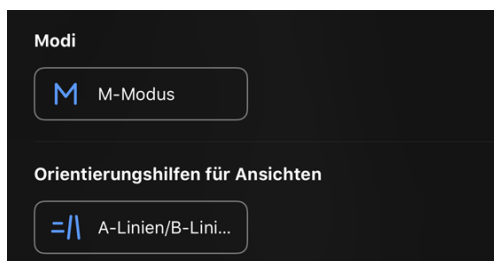 Modi
M-Modus
Orientierungshilfen für Ansichten
A-Linien/B-Lini...